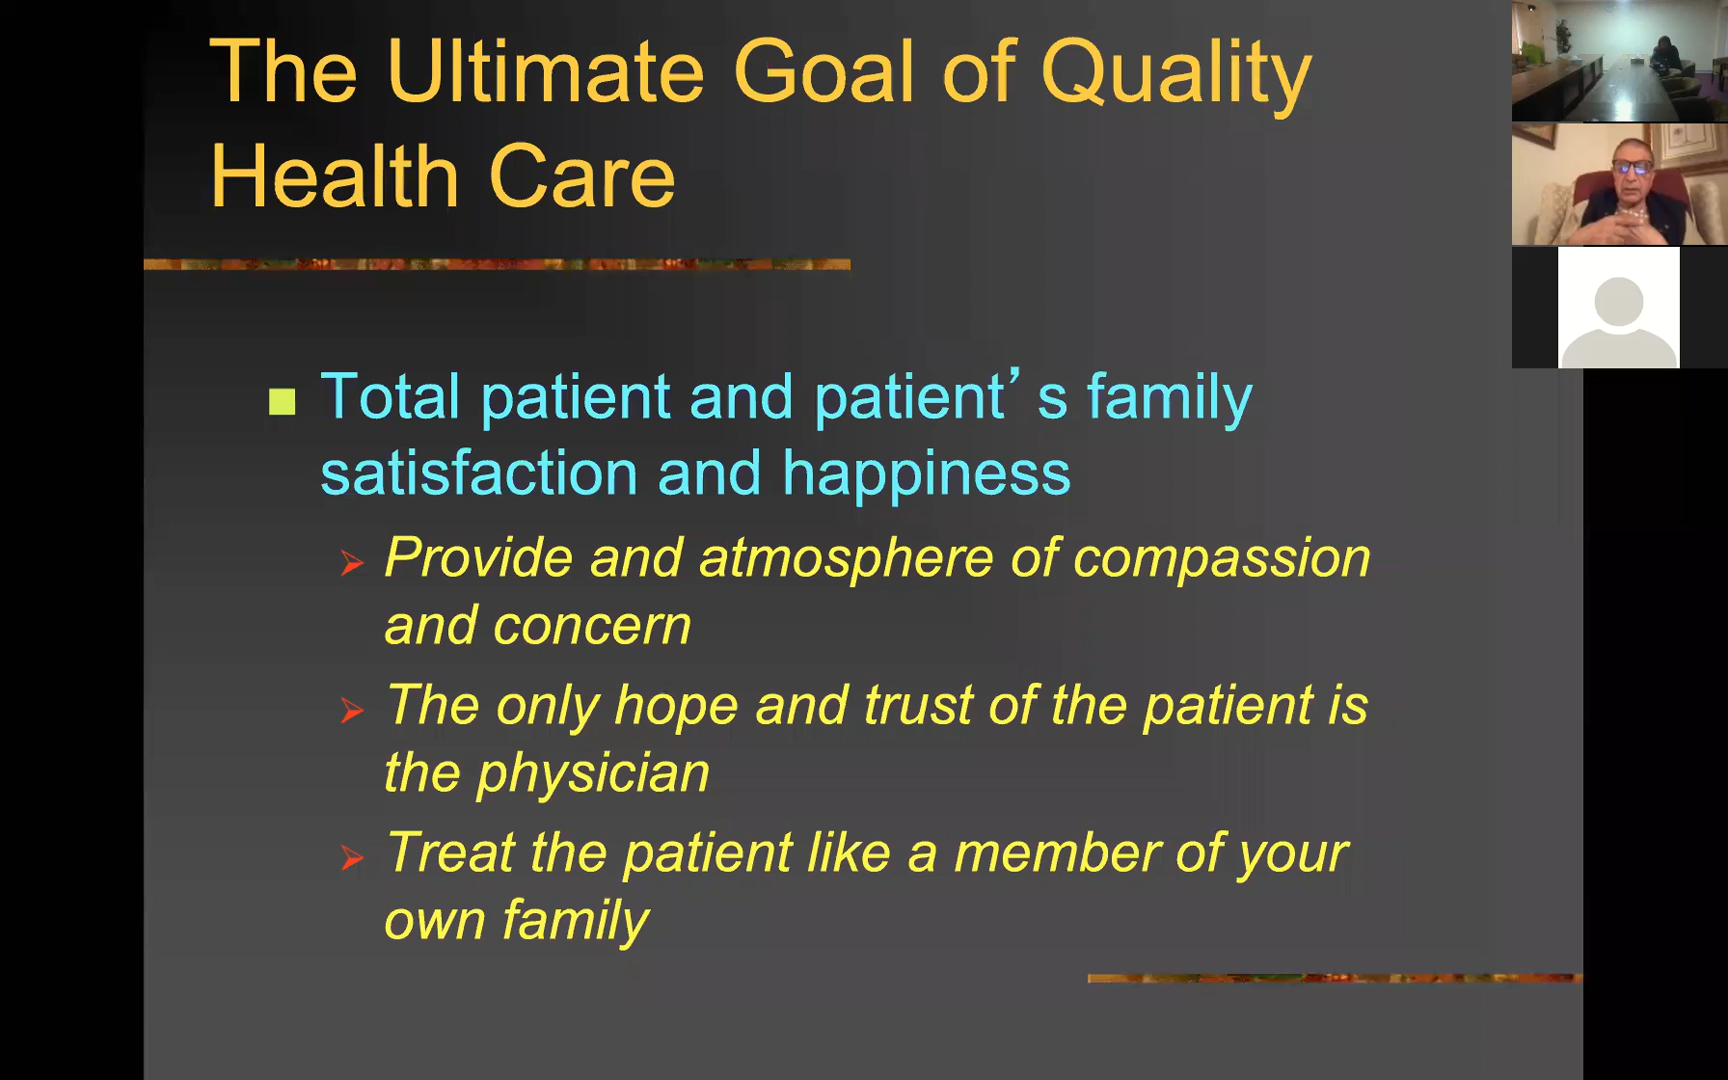 The Ultimate Goal of Quality
Health Care
Total patient and patient’s family
satisfaction and happiness
Provide and atmosphere of compassion
and concern
The only hope and trust of the patient is
the physician
Treat the patient like a member of your
own family